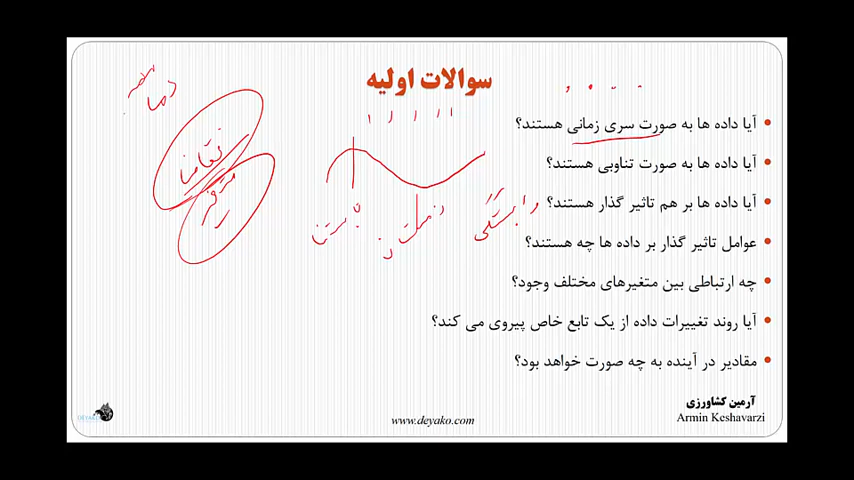 سوالات اولیه
آیا داده ها به صورت سری زمانی هستند؟
آیا داده ها به صورت تناوبی هستند؟
آیا داده ها بر هم تاثیر گذار هستند؟
وابستگی
عوامل تاثیر گذار بر داده ها چه هستند؟
چه ارتباطی بین متغیرهای مختلف وجود؟
آیا روند تغییرات داده از یک تابع خاص پیروی می کند؟
مقادیر در آینده به چه صورت خواهد بود؟
دما
تقاضا
آرمین کشاورزی
Armin Keshavarzi
www.deyako.com
DEYAKO